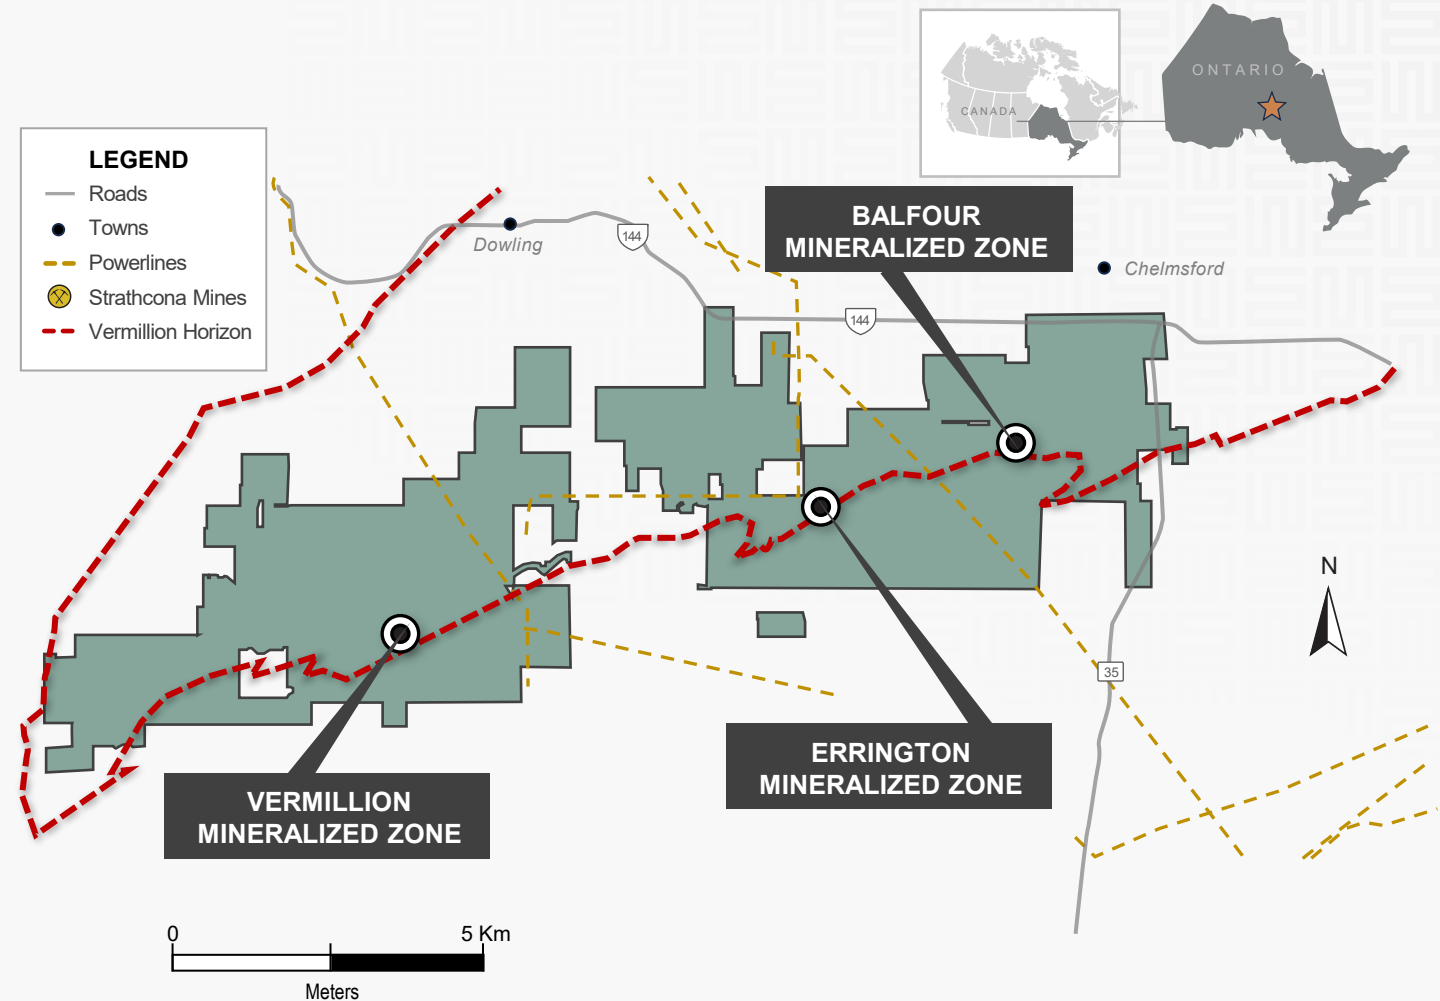 ONTARIO
CANADA
LEGEND
Roads
Towns
Powerlines
Strathcona Mines
Vermillion Horizon
BALFOUR
MINERALIZED ZONE
Dowling
144
Chelmsford
144
N
35
ERRINGTON
MINERALIZED ZONE
VERMILLION
MINERALIZED ZONE
0
5 Km
Meters